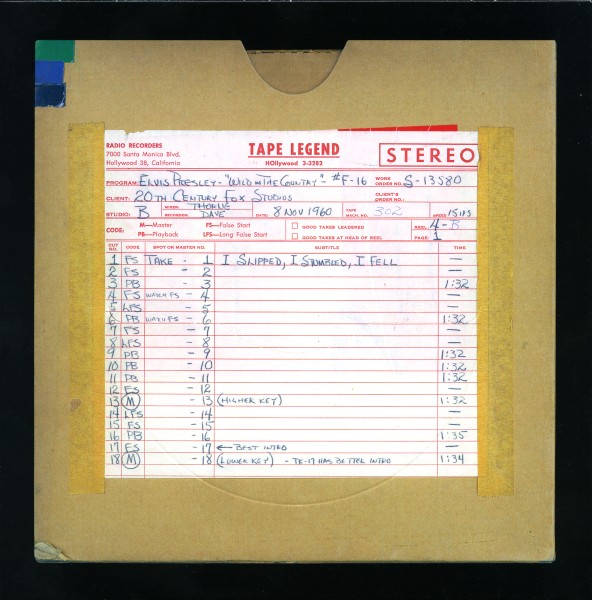 RADIO RECORDERS
7000 Santa Monica Blvd.
Hollywood 38, California
TAPE LEGEND
HOllywood 3-3282
STEREO
PROGRAM: ELVIS PRESLEY - "WILD IN THE COUNTRY" - #F-16 WORK ORDER NO. S-13580
CLIENT: 20TH CENTURY FOX STUDIOS CLIENT'S ORDER NO.:
STUDIO: B MIXER: THORNE RECORDER: DAVE DATE: 8 NOV 1960 TAPE MACH. NO. 302 SPEED 15 IPS
CODE: M—Master FS—False Start GOOD TAKES LEADERED REEL: 4-B
PB—Playback LFS—Long False Start GOOD TAKES AT HEAD OF REEL PAGE: 1
CUT NO. CODE SPOT OR MASTER NO. SUBTITLE TIME
1 FS TAKE - 1 I SLIPPED, I STUMBLED, I FELL —
2 FS - 2 —
3 PB - 3 1:32
4 FS WATCH FS - 4 —
5 LFS - 5 —
6 PB WATCH FS - 6 1:32
7 FS - 7 —
8 LFS - 8 —
9 PB - 9 1:32
10 PB - 10 1:32
11 PB - 11 1:32
12 FS - 12 —
13 M - 13 (HIGHER KEY) 1:32
14 LFS - 14 —
15 FS - 15 —
16 PB - 16 1:35
17 FS - 17 ← BEST INTRO —
18 M - 18 (LOWER KEY) - TK-17 HAS BETTER INTRO 1:34